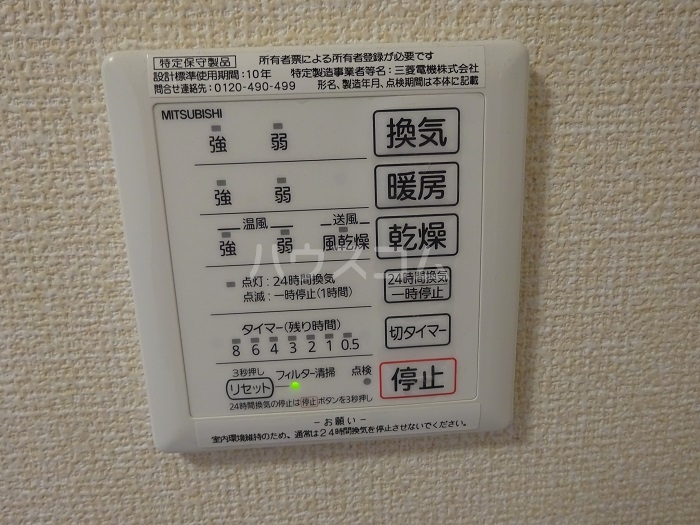 特定保守製品 所有者票による所有者登録が必要です
設計標準使用期間:10年 特定製造事業者等名:三菱電機株式会社
問合せ連絡先:0120-490-499 形名、製造年月、点検期間は本体に記載
MITSUBISHI
強 弱 換気
強 弱 暖房
温風 送風
強 弱 風乾燥 乾燥
点灯:24時間換気
点滅:一時停止(1時間)
24時間換気
一時停止
タイマー(残り時間)
8 6 4 3 2 1 0.5
切タイマー
3秒押し
リセット フィルター清掃 点検
24時間換気の停止は停止ボタンを3秒押し
停止
-お願い-
室内環境維持のため、通常は24時間換気を停止させないでください。
ハウスコム